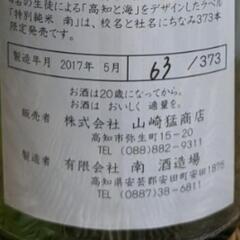 名の生徒による「高知と海」をデザインしたラベル
「特別純米　南」は、校名と社名にちなみ373本
限定発売です。
製造年月 2017年 5月 63 /373
お酒は20歳になってから。
お酒は おいしく 適量を。
販売者 株式会社 山崎猛商店
高知市弥生町15-20
TEL (088)882-9311
製造者 有限会社 南 酒造場
高知県安芸郡安田町安田1875
TEL (0887)38-6811